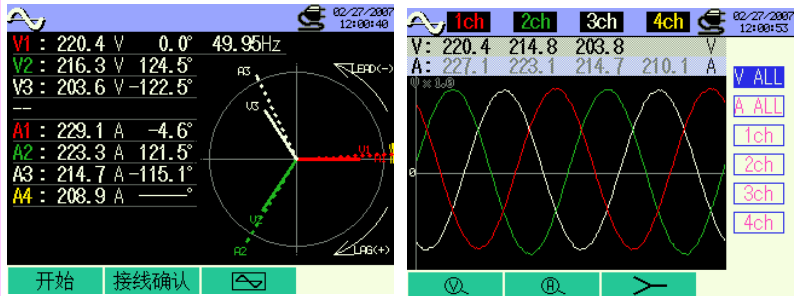 02/27/2007
12:00:40
V1: 220.4 V 0.0° 49.95Hz
V2: 216.3 V 124.5°
V3: 203.6 V -122.5°
--
A1: 229.1 A -4.6°
A2: 223.3 A 121.5°
A3: 214.7 A -115.1°
A4: 208.9 A ——°
A3
LEAD(-)
V3
V1
V2
A2
LAG(+)
开始 接线确认
1ch 2ch 3ch 4ch
02/27/2007
12:00:53
V: 220.4 214.8 203.8 V
A: 227.1 223.1 214.7 210.1 A
V×1.0
0
V ALL
A ALL
1ch
2ch
3ch
4ch
V A